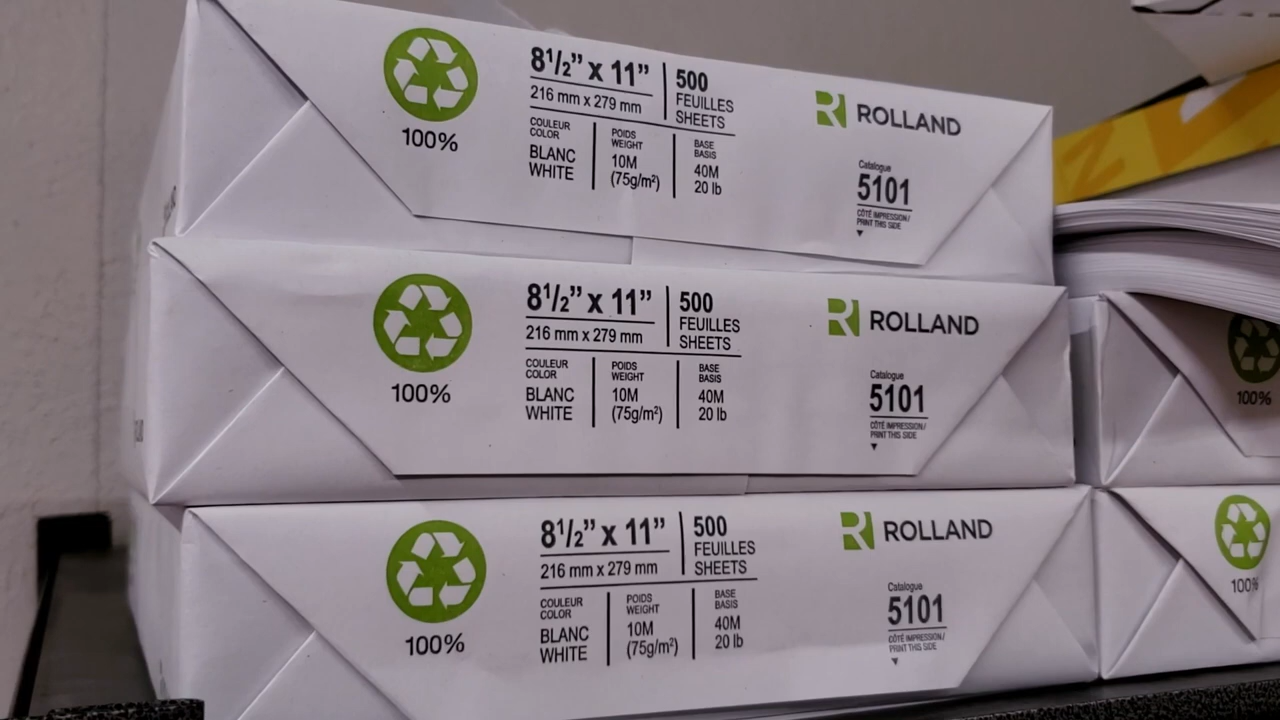 100%
8½" x 11"
216 mm x 279 mm
500
FEUILLES
SHEETS
COULEUR
COLOR
BLANC
WHITE
POIDS
WEIGHT
10M
(75g/m²)
BASE
BASIS
40M
20 lb
ROLLAND
Catalogue
5101
CÔTÉ IMPRESSION/
PRINT THIS SIDE
100%
8½" x 11"
216 mm x 279 mm
500
FEUILLES
SHEETS
COULEUR
COLOR
BLANC
WHITE
POIDS
WEIGHT
10M
(75g/m²)
BASE
BASIS
40M
20 lb
ROLLAND
Catalogue
5101
CÔTÉ IMPRESSION/
PRINT THIS SIDE
100%
8½" x 11"
216 mm x 279 mm
500
FEUILLES
SHEETS
COULEUR
COLOR
BLANC
WHITE
POIDS
WEIGHT
10M
(75g/m²)
BASE
BASIS
40M
20 lb
ROLLAND
Catalogue
5101
CÔTÉ IMPRESSION/
PRINT THIS SIDE
100%
100%